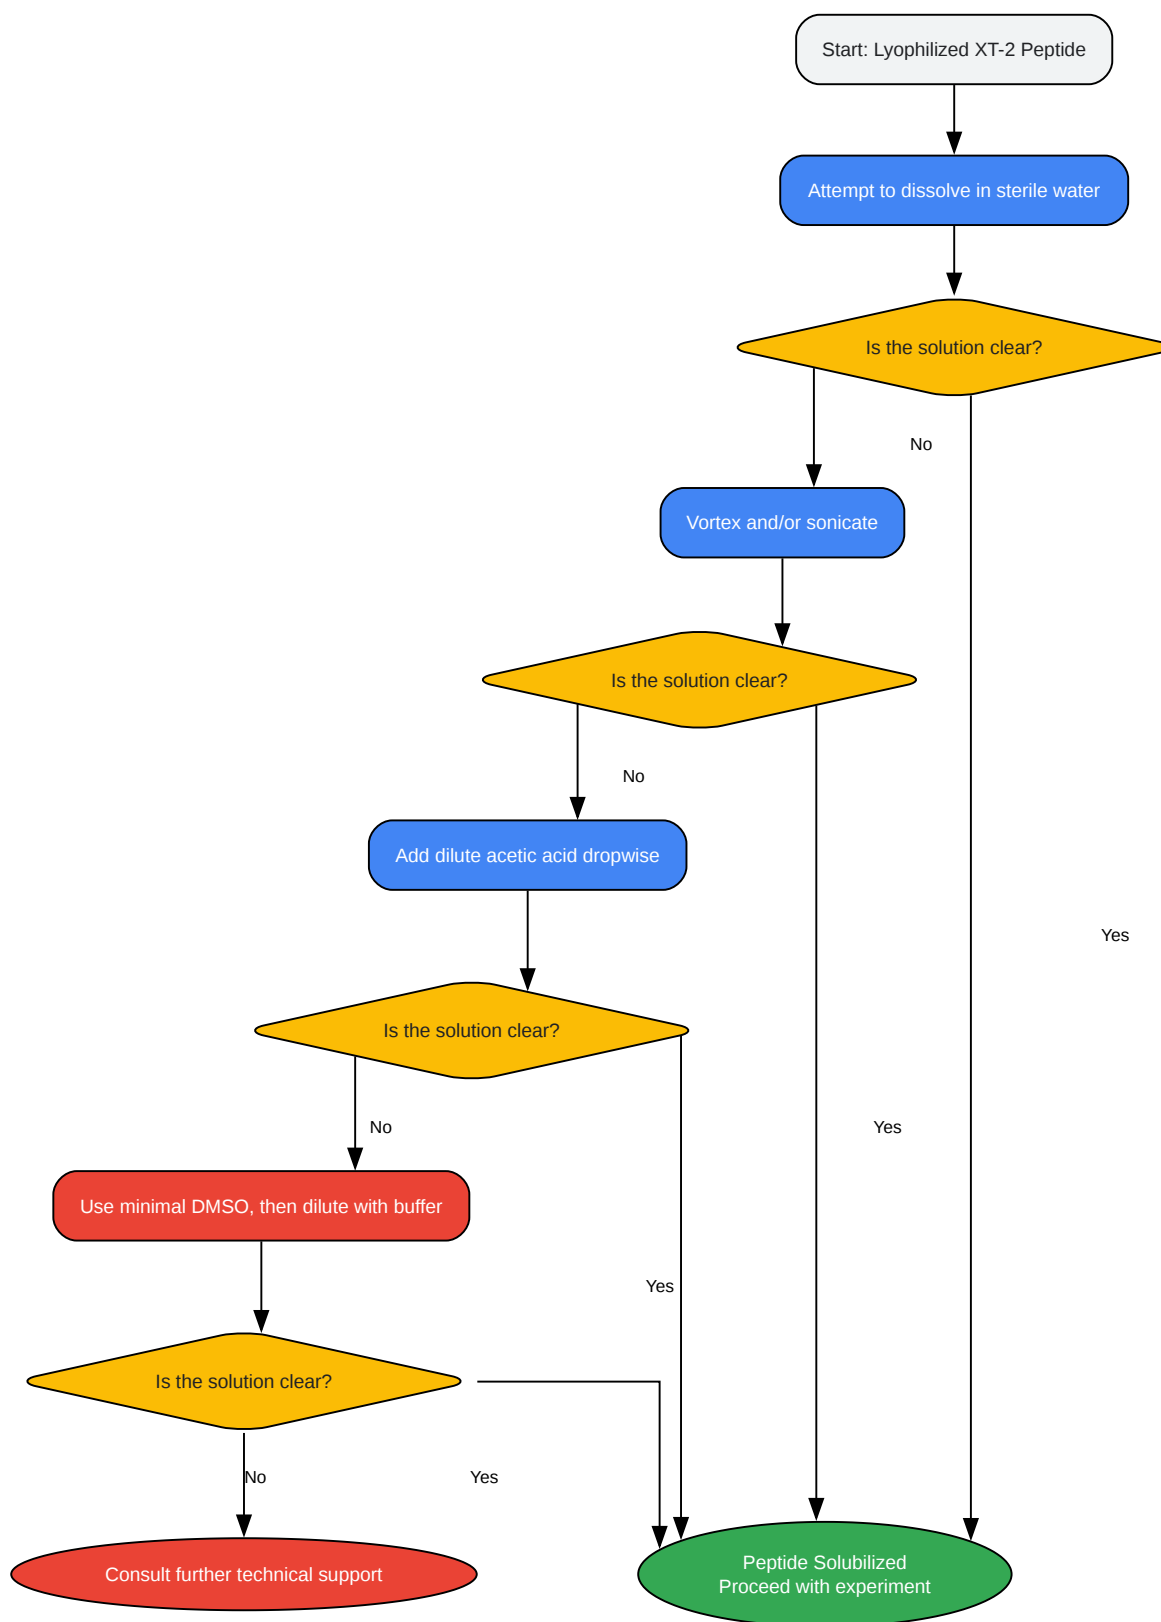 Start: Lyophilized XT-2 Peptide
Attempt to dissolve in sterile water
Is the solution clear?
No
Vortex and/or sonicate
Is the solution clear?
No
Add dilute acetic acid dropwise
Yes
Is the solution clear?
No
Yes
Use minimal DMSO, then dilute with buffer
Yes
Is the solution clear?
No
Yes
Consult further technical support
Peptide Solubilized
Proceed with experiment